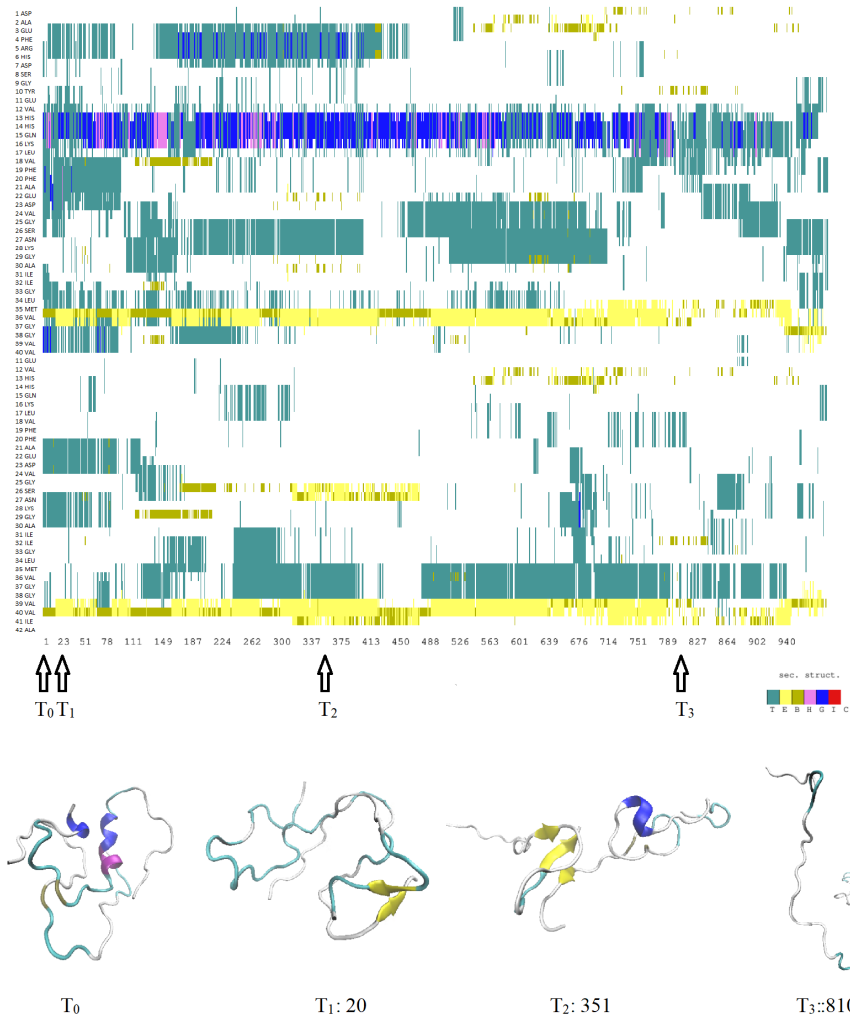 1 ASP
2 ALA
3 GLU
4 PHE
5 ARG
6 HIS
7 ASP
8 SER
9 GLY
10 TYR
11 GLU
12 VAL
13 HIS
14 HIS
15 GLN
16 LYS
17 LEU
18 VAL
19 PHE
20 PHE
21 ALA
22 GLU
23 ASP
24 VAL
25 GLY
26 SER
27 ASN
28 LYS
29 GLY
30 ALA
31 ILE
32 ILE
33 GLY
34 LEU
35 MET
36 VAL
37 GLY
38 GLY
39 VAL
40 VAL
11 GLU
12 VAL
13 HIS
14 HIS
15 GLN
16 LYS
17 LEU
18 VAL
19 PHE
20 PHE
21 ALA
22 GLU
23 ASP
24 VAL
25 GLY
26 SER
27 ASN
28 LYS
29 GLY
30 ALA
31 ILE
32 ILE
33 GLY
34 LEU
35 MET
36 VAL
37 GLY
38 GLY
39 VAL
40 VAL
41 ILE
42 ALA
1 23 51 78 111 149 187 224 262 300 337 375 413 450 488 526 563 601 639 676 714 751 789 827 864 902 940
T0 T1 T2 T3
sec. struct.
T E B H G I C
T0 T1: 20 T2: 351 T3::810